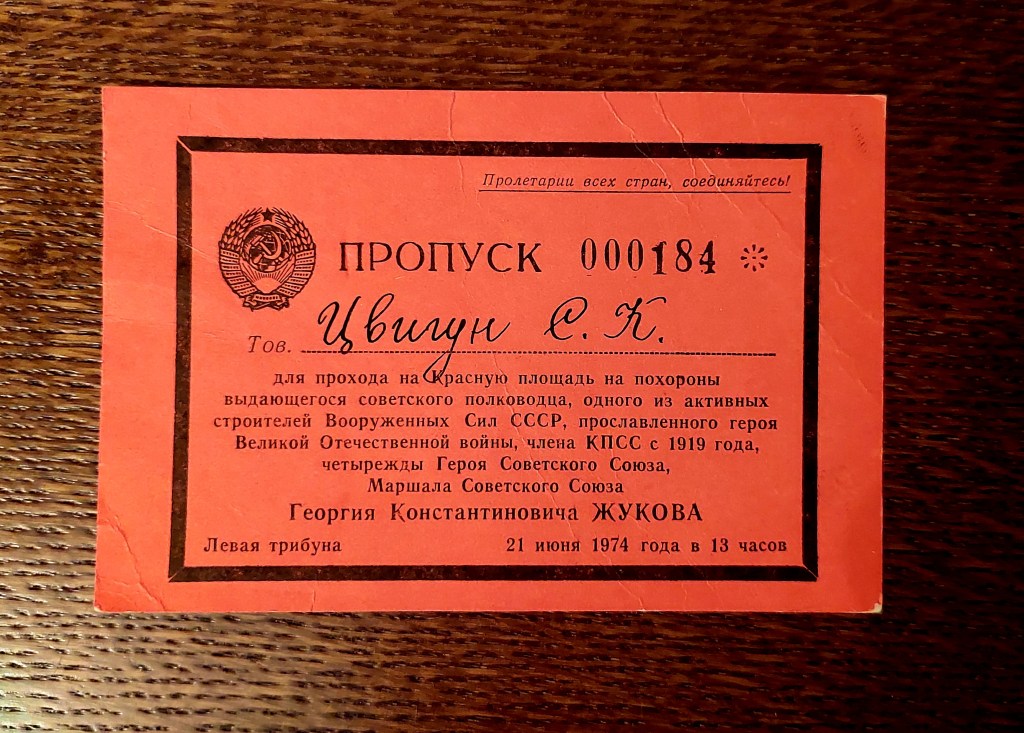 Пролетарии всех стран, соединяйтесь!
ПРОПУСК 000184
Тов. Цвигун С. К.
для прохода на Красную площадь на похороны
выдающегося советского полководца, одного из активных
строителей Вооруженных Сил СССР, прославленного героя
Великой Отечественной войны, члена КПСС с 1919 года,
четырежды Героя Советского Союза,
Маршала Советского Союза
Георгия Константиновича ЖУКОВА
Левая трибуна 21 июня 1974 года в 13 часов